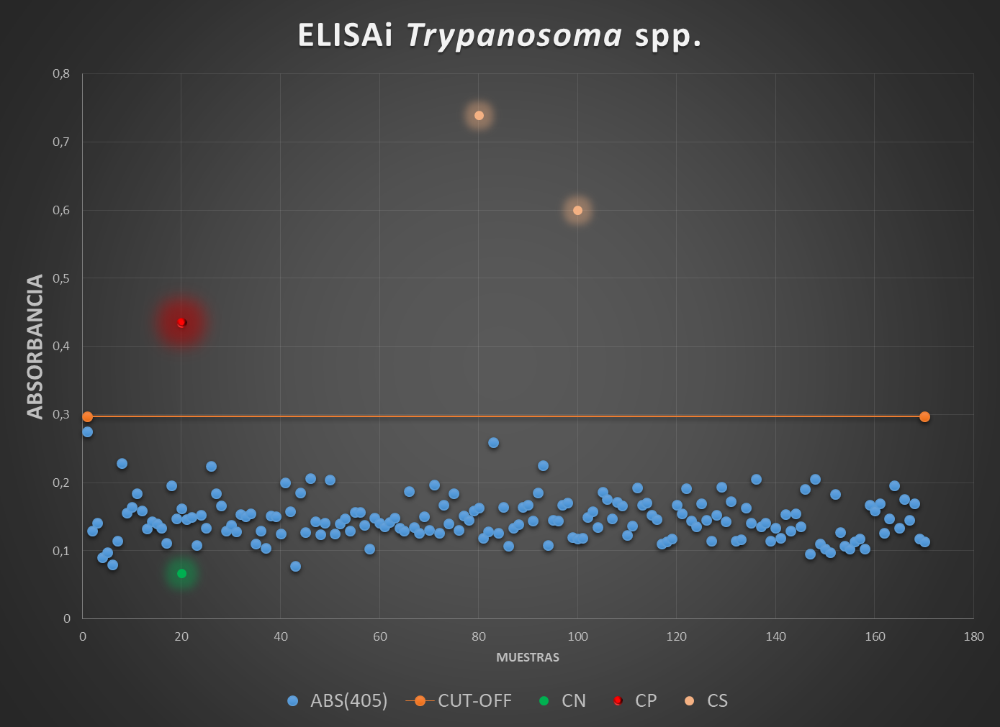 ELISAi Trypanosoma spp.
0,8
0,7
0,6
0,5
0,4
0,3
0,2
0,1
0
ABSORBANCIA
0 20 40 60 80 100 120 140 160 180
MUESTRAS
ABS(405) CUT-OFF CN CP CS